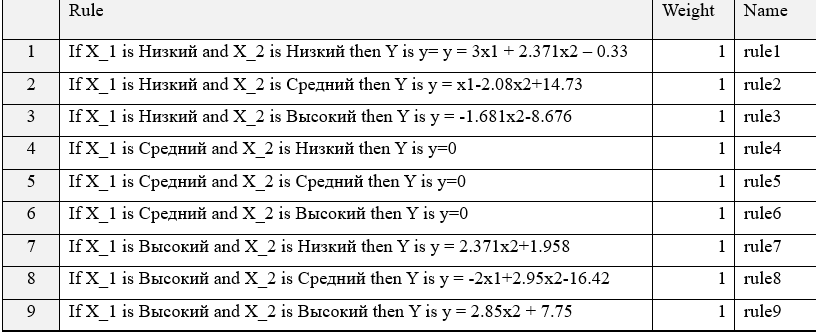 Rule Weight Name
1 If X_1 is Низкий and X_2 is Низкий then Y is y= y = 3x1 + 2.371x2 – 0.33 1 rule1
2 If X_1 is Низкий and X_2 is Средний then Y is y = x1-2.08x2+14.73 1 rule2
3 If X_1 is Низкий and X_2 is Высокий then Y is y = -1.681x2-8.676 1 rule3
4 If X_1 is Средний and X_2 is Низкий then Y is y=0 1 rule4
5 If X_1 is Средний and X_2 is Средний then Y is y=0 1 rule5
6 If X_1 is Средний and X_2 is Высокий then Y is y=0 1 rule6
7 If X_1 is Высокий and X_2 is Низкий then Y is y = 2.371x2+1.958 1 rule7
8 If X_1 is Высокий and X_2 is Средний then Y is y = -2x1+2.95x2-16.42 1 rule8
9 If X_1 is Высокий and X_2 is Высокий then Y is y = 2.85x2 + 7.75 1 rule9